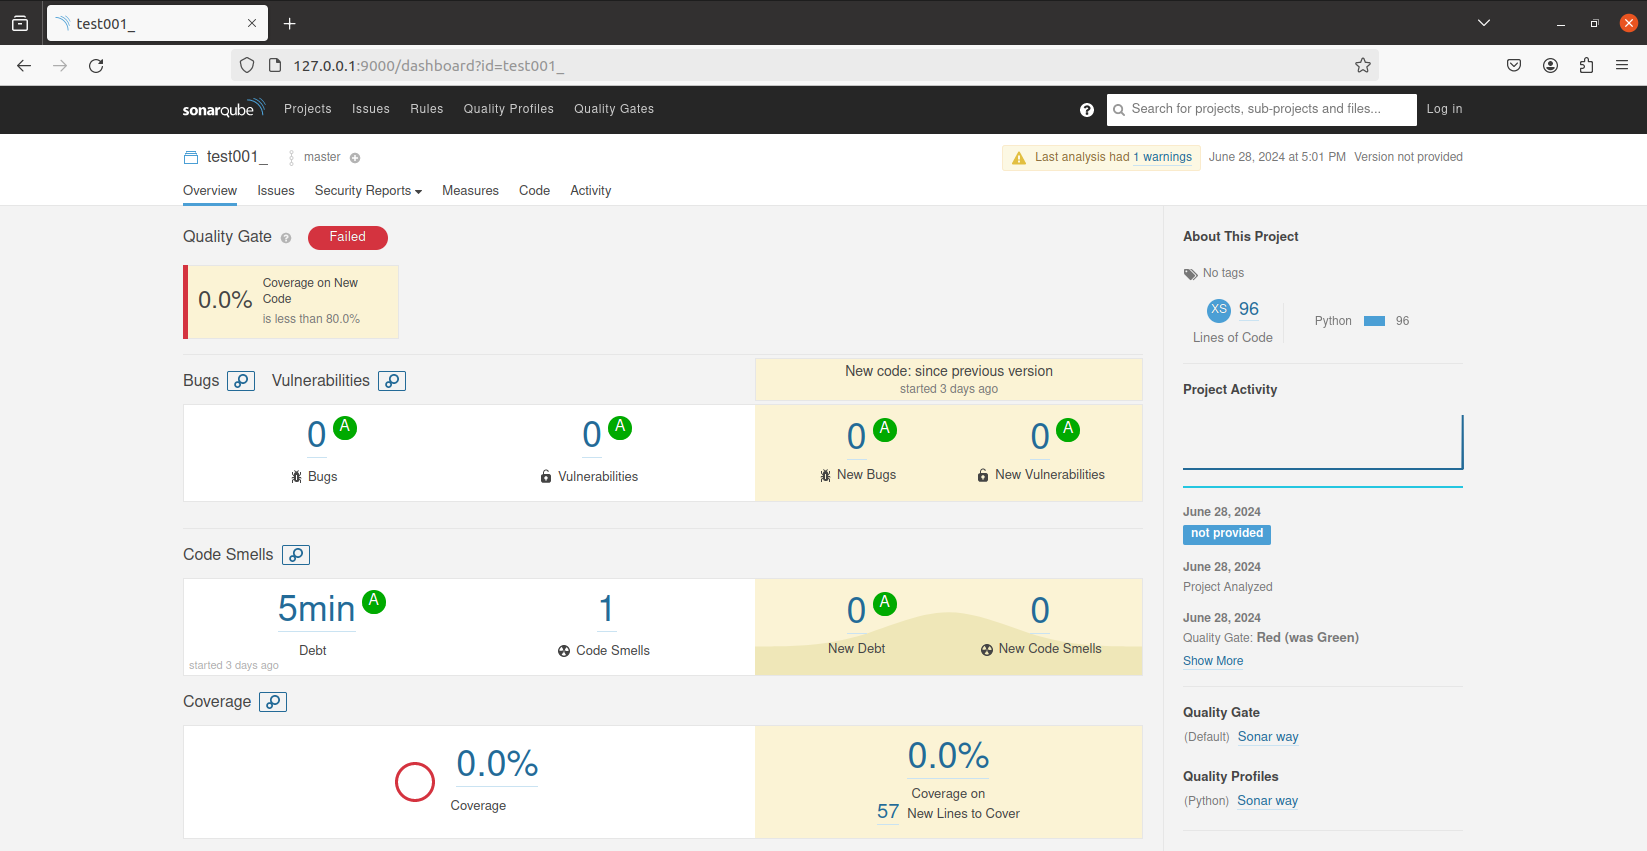 test001_
127.0.0.1:9000/dashboard?id=test001_
sonarqube Projects Issues Rules Quality Profiles Quality Gates ? Search for projects, sub-projects and files... Log in
test001_ master Last analysis had 1 warnings June 28, 2024 at 5:01 PM Version not provided
Overview Issues Security Reports Measures Code Activity
Quality Gate ? Failed
0.0% Coverage on New
Code
is less than 80.0%
Bugs Vulnerabilities
New code: since previous version
started 3 days ago
0 A
Bugs
0 A
Vulnerabilities
0 A
New Bugs
0 A
New Vulnerabilities
Code Smells
5min A
Debt
started 3 days ago
1
Code Smells
0 A
New Debt
0
New Code Smells
Coverage
0.0%
Coverage
0.0%
Coverage on
57 New Lines to Cover
About This Project
No tags
XS 96
Lines of Code
Python 96
Project Activity
June 28, 2024
not provided
June 28, 2024
Project Analyzed
June 28, 2024
Quality Gate: Red (was Green)
Show More
Quality Gate
(Default) Sonar way
Quality Profiles
(Python) Sonar way